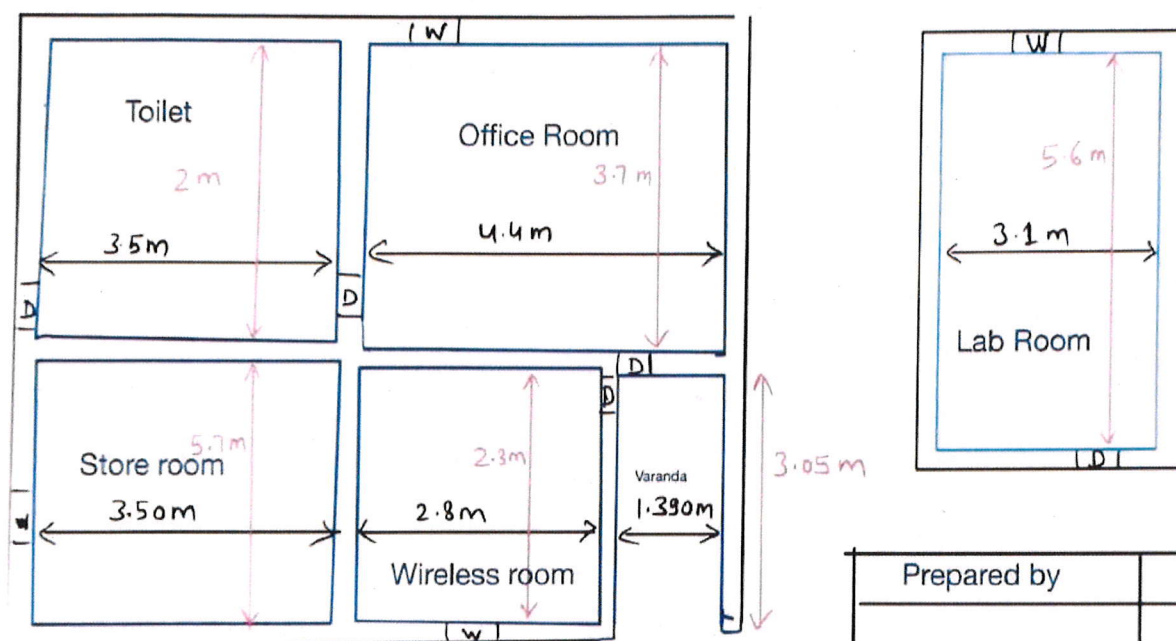 W
Toilet
Office Room
2 m
3.7 m
3.5m
4.4m
D
D
D
D
Store room
5.7m
3.50m
2.3m
2.8m
Wireless room
W
Varanda
1.390m
3.05 m
W
5.6 m
3.1 m
Lab Room
D
Prepared by